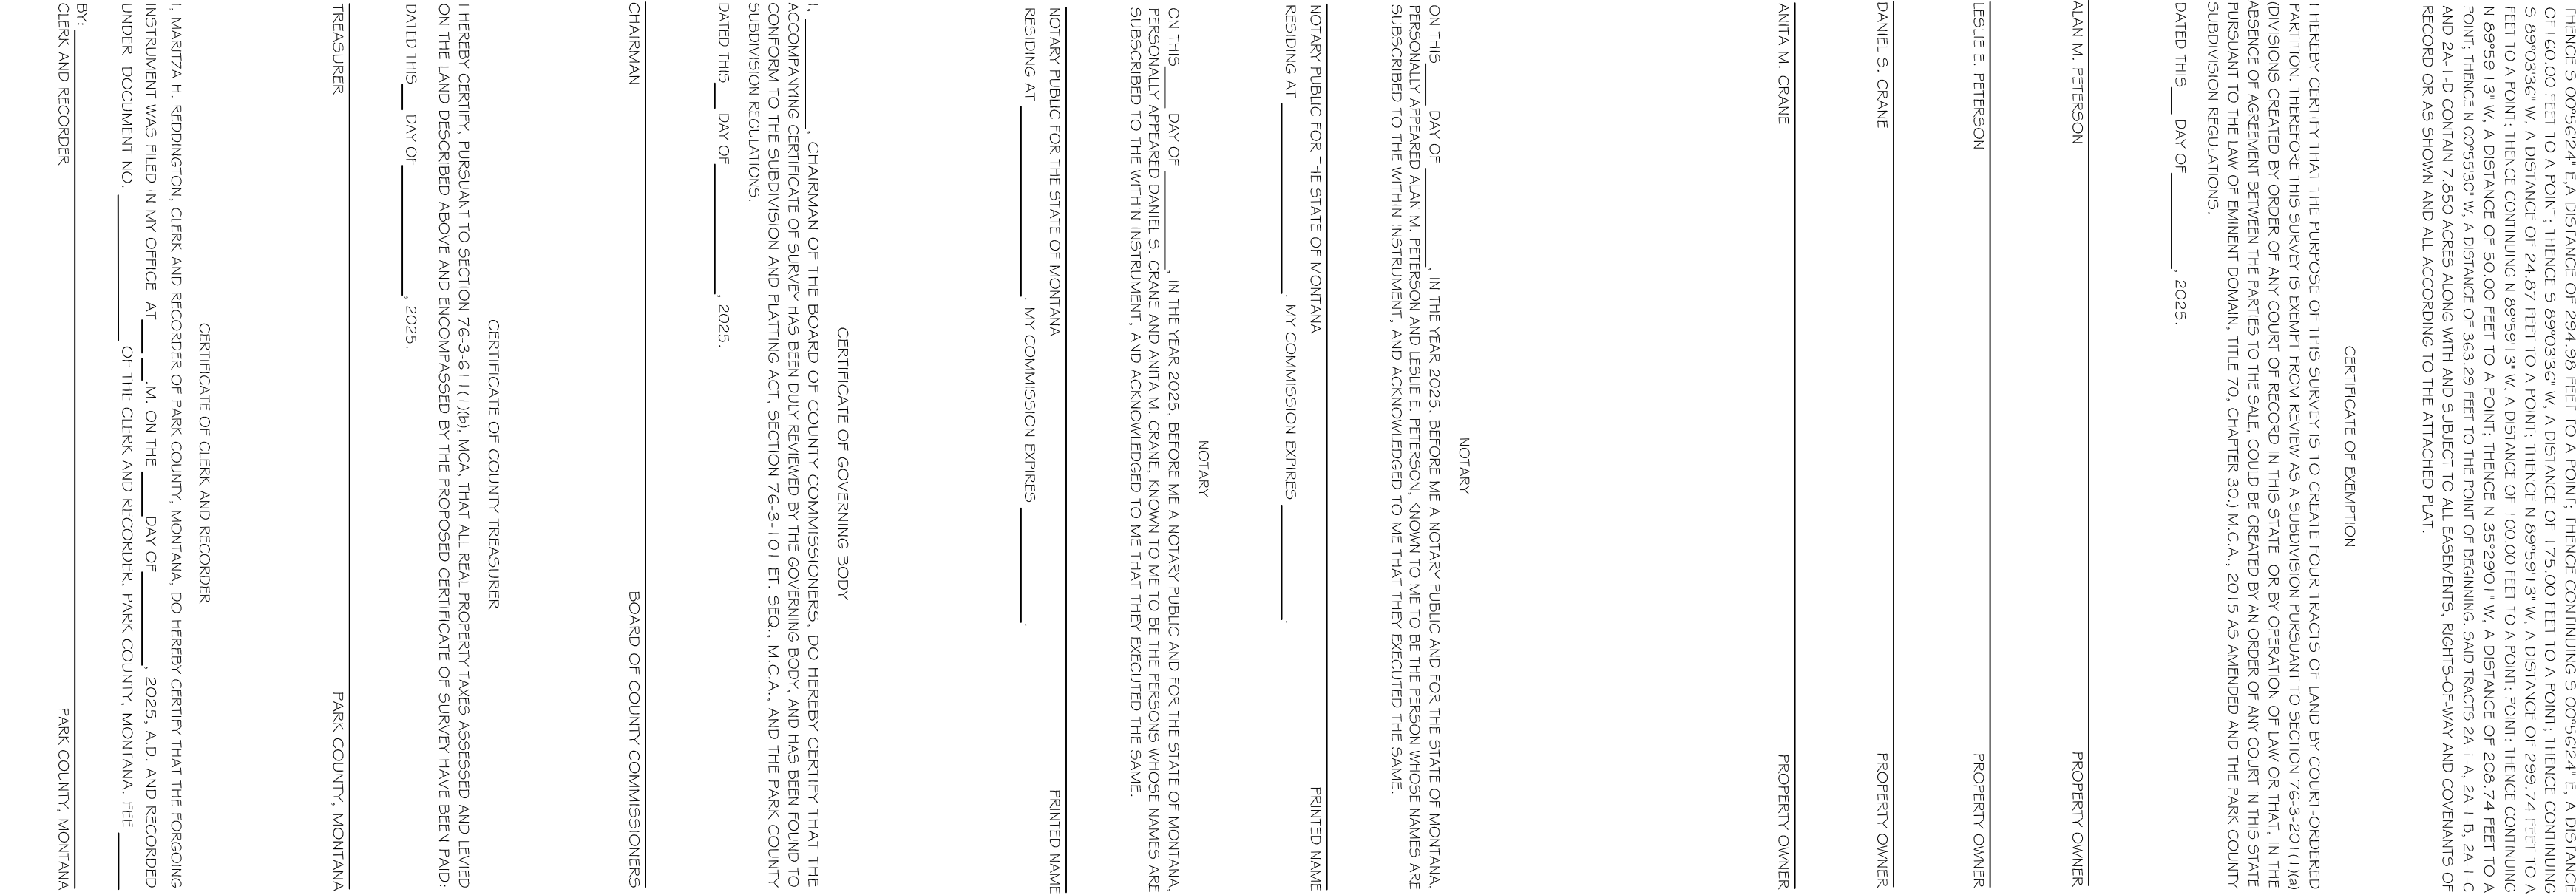 THENCE S 00°56'24" E, A DISTANCE OF 294.98 FEET TO A POINT; THENCE CONTINUING S 00°56'24" E, A DISTANCE
OF 160.00 FEET TO A POINT; THENCE S 89°03'36" W, A DISTANCE OF 175.00 FEET TO A POINT; THENCE CONTINUING
S 89°03'36" W, A DISTANCE OF 24.87 FEET TO A POINT; THENCE N 89°59'13" W, A DISTANCE OF 299.74 FEET TO A
FEET TO A POINT; THENCE CONTINUING N 89°59'13" W, A DISTANCE OF 100.00 FEET TO A POINT; POINT; THENCE CONTINUING
N 89°59'13" W, A DISTANCE OF 50.00 FEET TO A POINT; THENCE N 35°29'01" W, A DISTANCE OF 208.74 FEET TO A
POINT; THENCE N 00°55'30" W, A DISTANCE OF 363.29 FEET TO THE POINT OF BEGINNING. SAID TRACTS 2A-1-A, 2A-1-B, 2A-1-C
AND 2A-1-D CONTAIN 7.850 ACRES ALONG WITH AND SUBJECT TO ALL EASEMENTS, RIGHTS-OF-WAY AND COVENANTS OF
RECORD OR AS SHOWN AND ALL ACCORDING TO THE ATTACHED PLAT.
CERTIFICATE OF EXEMPTION
I HEREBY CERTIFY THAT THE PURPOSE OF THIS SURVEY IS TO CREATE FOUR TRACTS OF LAND BY COURT-ORDERED
PARTITION. THEREFORE THIS SURVEY IS EXEMPT FROM REVIEW AS A SUBDIVISION PURSUANT TO SECTION 76-3-201(1)(a)
(DIVISIONS CREATED BY ORDER OF ANY COURT OF RECORD IN THIS STATE OR BY OPERATION OF LAW OR THAT, IN THE
ABSENCE OF AGREEMENT BETWEEN THE PARTIES TO THE SALE, COULD BE CREATED BY AN ORDER OF ANY COURT IN THIS STATE
PURSUANT TO THE LAW OF EMINENT DOMAIN, TITLE 70, CHAPTER 30.) M.C.A., 2015 AS AMENDED AND THE PARK COUNTY
SUBDIVISION REGULATIONS.
DATED THIS ___ DAY OF __________, 2025.
ALAN M. PETERSON PROPERTY OWNER
LESLIE E. PETERSON PROPERTY OWNER
DANIEL S. CRANE PROPERTY OWNER
ANITA M. CRANE PROPERTY OWNER
NOTARY
ON THIS ____ DAY OF __________, IN THE YEAR 2025, BEFORE ME A NOTARY PUBLIC AND FOR THE STATE OF MONTANA,
PERSONALLY APPEARED ALAN M. PETERSON AND LESLIE E. PETERSON, KNOWN TO ME TO BE THE PERSON WHOSE NAMES ARE
SUBSCRIBED TO THE WITHIN INSTRUMENT, AND ACKNOWLEDGED TO ME THAT THEY EXECUTED THE SAME.
NOTARY PUBLIC FOR THE STATE OF MONTANA PRINTED NAME
RESIDING AT ____________________. MY COMMISSION EXPIRES ____________.
NOTARY
ON THIS ____ DAY OF __________, IN THE YEAR 2025, BEFORE ME A NOTARY PUBLIC AND FOR THE STATE OF MONTANA,
PERSONALLY APPEARED DANIEL S. CRANE AND ANITA M. CRANE, KNOWN TO ME TO BE THE PERSONS WHOSE NAMES ARE
SUBSCRIBED TO THE WITHIN INSTRUMENT, AND ACKNOWLEDGED TO ME THAT THEY EXECUTED THE SAME.
NOTARY PUBLIC FOR THE STATE OF MONTANA PRINTED NAME
RESIDING AT ____________________. MY COMMISSION EXPIRES ____________.
CERTIFICATE OF GOVERNING BODY
I, ____________, CHAIRMAN OF THE BOARD OF COUNTY COMMISSIONERS, DO HEREBY CERTIFY THAT THE
ACCOMPANYING CERTIFICATE OF SURVEY HAS BEEN DULY REVIEWED BY THE GOVERNING BODY, AND HAS BEEN FOUND TO
CONFORM TO THE SUBDIVISION AND PLATTING ACT, SECTION 76-3-101 ET. SEQ., M.C.A., AND THE PARK COUNTY
SUBDIVISION REGULATIONS.
DATED THIS ___ DAY OF ______________, 2025.
CHAIRMAN BOARD OF COUNTY COMMISSIONERS
CERTIFICATE OF COUNTY TREASURER
I HEREBY CERTIFY, PURSUANT TO SECTION 76-3-611(1)(b), MCA, THAT ALL REAL PROPERTY TAXES ASSESSED AND LEVIED
ON THE LAND DESCRIBED ABOVE AND ENCOMPASSED BY THE PROPOSED CERTIFICATE OF SURVEY HAVE BEEN PAID:
DATED THIS ___ DAY OF ______________, 2025.
TREASURER PARK COUNTY, MONTANA
CERTIFICATE OF CLERK AND RECORDER
I, MARITZA H. REDDINGTON, CLERK AND RECORDER OF PARK COUNTY, MONTANA, DO HEREBY CERTIFY THAT THE FORGOING
INSTRUMENT WAS FILED IN MY OFFICE AT ____ ___.M. ON THE _____ DAY OF __________, 2025, A.D. AND RECORDED
UNDER DOCUMENT NO. ________________ OF THE CLERK AND RECORDER, PARK COUNTY, MONTANA. FEE ______
BY:
CLERK AND RECORDER PARK COUNTY, MONTANA